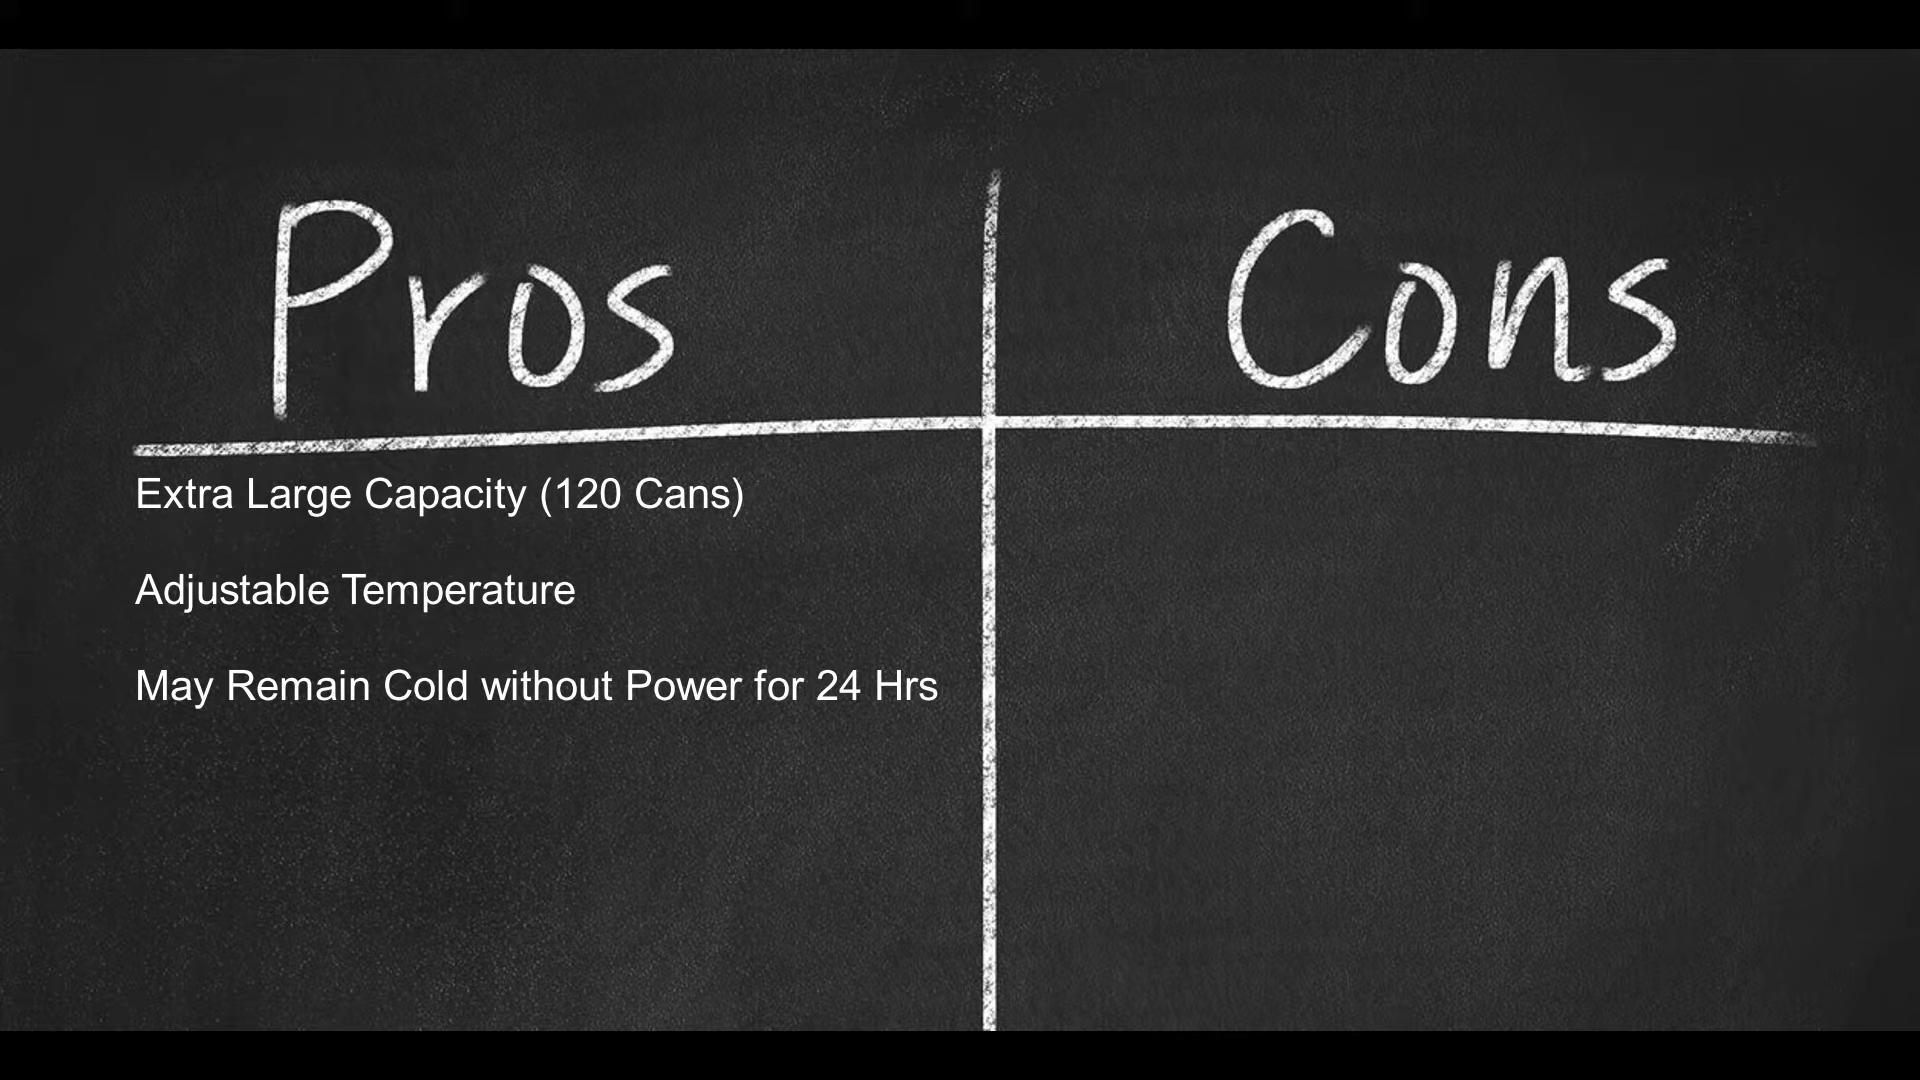 Pros
Cons
Extra Large Capacity (120 Cans)
Adjustable Temperature
May Remain Cold without Power for 24 Hrs